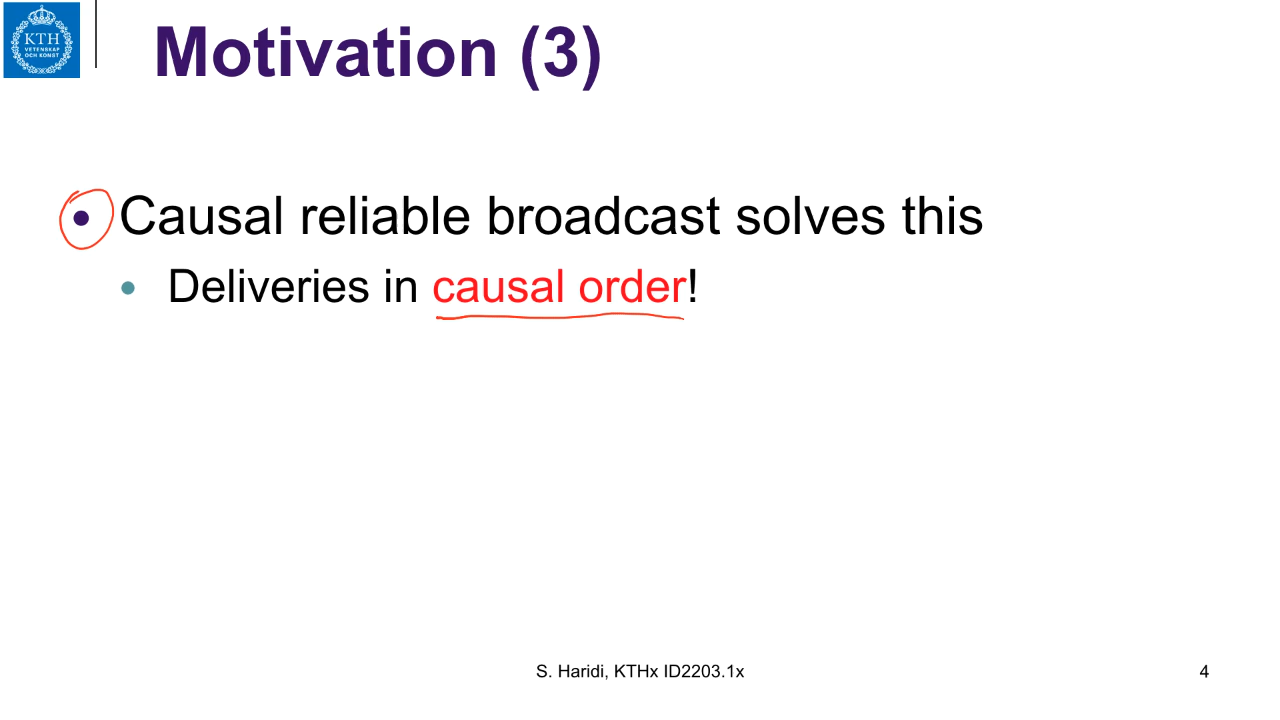 KTH
VETENSKAP
OCH KONST
Motivation (3)
• Causal reliable broadcast solves this
• Deliveries in causal order!
S. Haridi, KTHx ID2203.1x
4